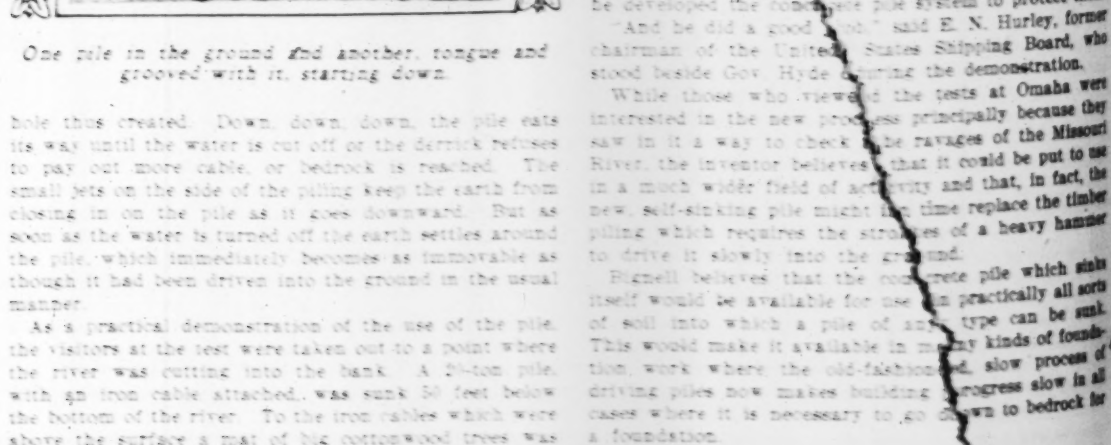 One pile in the ground and another, tongue and
grooved with it, starting down.
hole thus created. Down, down, down, the pile eats
its way until the water is cut off or the derrick refuses
to pay out more cable, or bedrock is reached. The
small jets on the side of the piling keep the earth from
closing in on the pile as it goes downward. But as
soon as the water is turned off the earth settles around
the pile, which immediately becomes as immovable as
though it had been driven into the ground in the usual
manner.
As a practical demonstration of the use of the pile,
the visitors at the test were taken out to a point where
the river was cutting into the bank. A 20-ton pile,
with an iron cable attached, was sunk 50 feet below
the bottom of the river. To the iron cables which were
above the surface a mat of big cottonwood trees was
he developed the concrete pile system to protect
"And he did a good job," said E. N. Hurley, former
chairman of the United States Shipping Board, who
stood beside Gov. Hyde during the demonstration.
While those who viewed the tests at Omaha were
interested in the new process principally because they
saw in it a way to check the ravages of the Missouri
River, the inventor believes that it could be put to use
in a much wider field of activity and that, in fact, the
new, self-sinking pile might in time replace the timber
piling which requires the strokes of a heavy hammer
to drive it slowly into the ground.
Bignell believes that the concrete pile which sinks
itself would be available for use in practically all sorts
of soil into which a pile of any type can be sunk.
This would make it available in many kinds of founda-
tion work where the old-fashioned, slow process of
driving piles now makes building progress slow in all
cases where it is necessary to go down to bedrock for
a foundation.